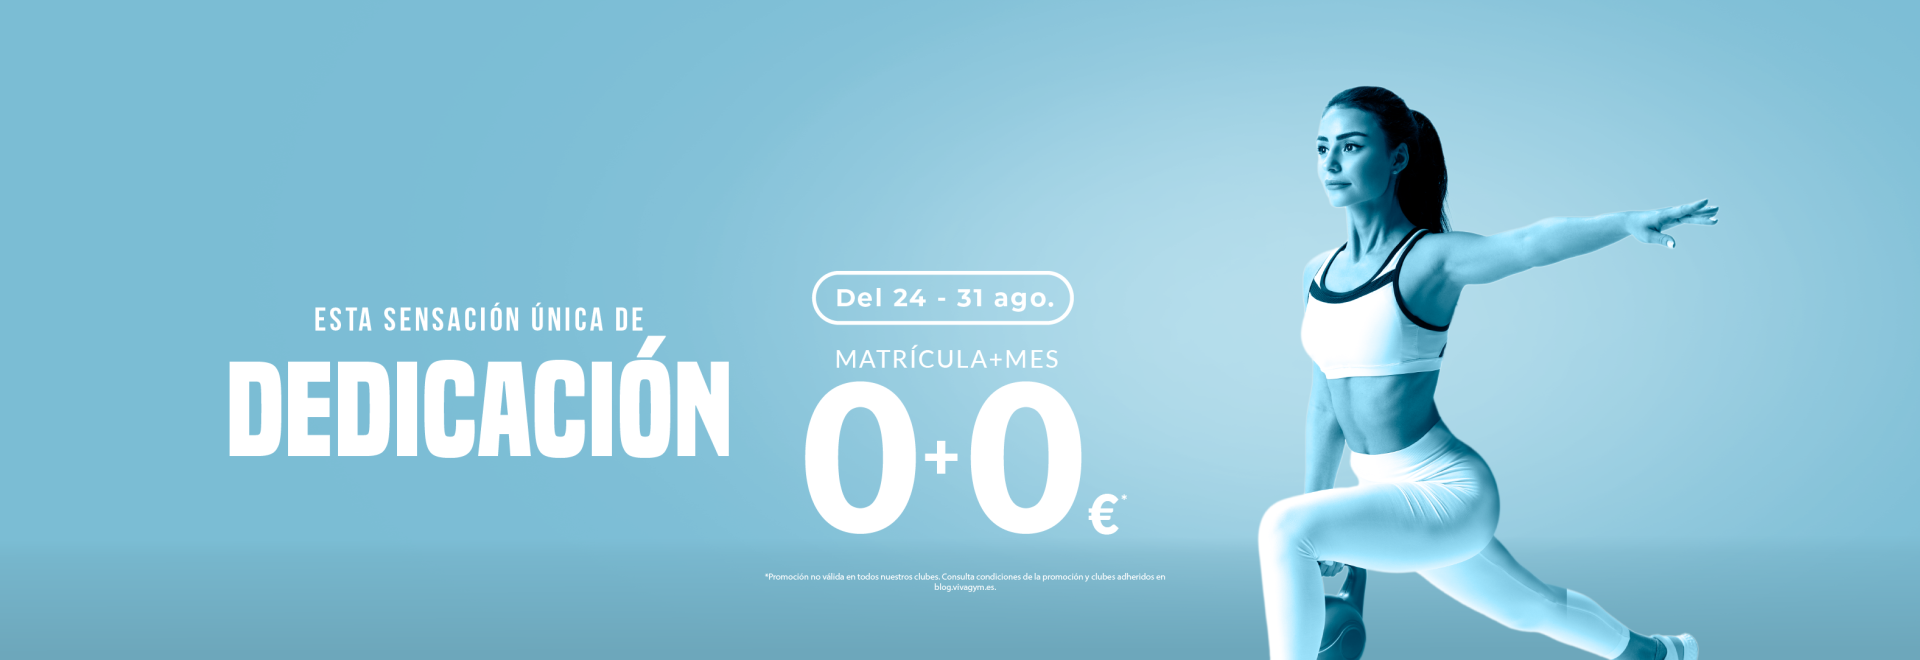 ESTA SENSACIÓN ÚNICA DE
DEDICACIÓN
Del 24 - 31 ago.
MATRÍCULA+MES
0+0€*
*Promoción no válida en todos nuestros clubes. Consulta condiciones de la promoción y clubes adheridos en
blog.vivagym.es.